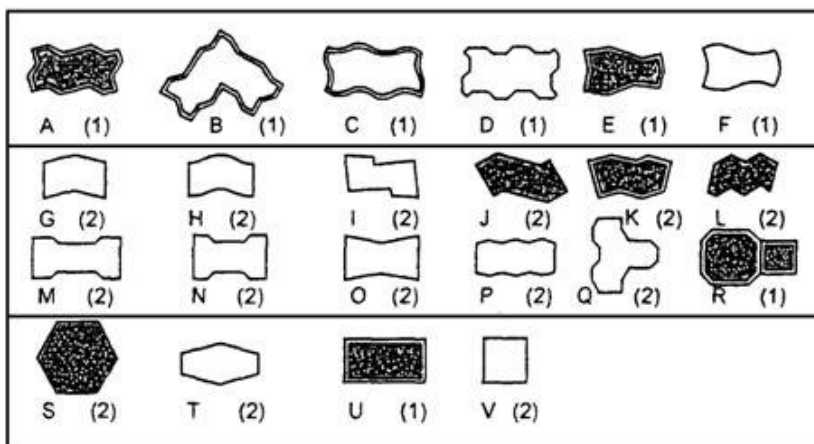 A (1) B (1) C (1) D (1) E (1) F (1)
G (2) H (2) I (2) J (2) K (2) L (2)
M (2) N (2) O (2) P (2) Q (2) R (1)
S (2) T (2) U (1) V (2)